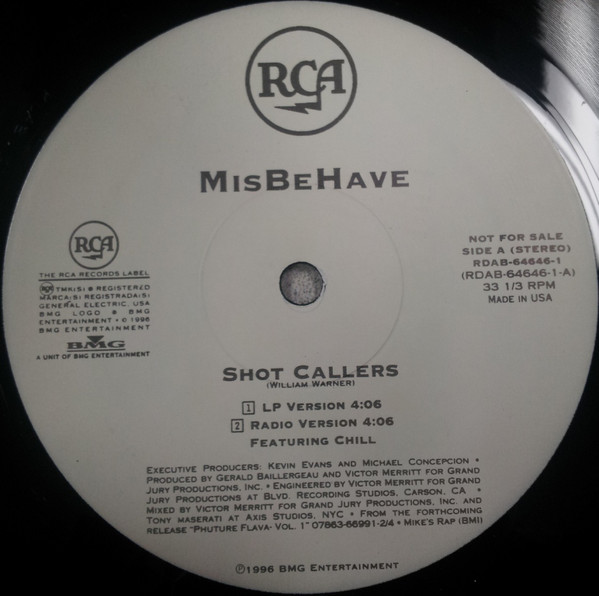 RCA
MISBEHAVE
RCA
THE RCA RECORDS LABEL
TMK(S) ® REGISTERED
MARCA(S) REGISTRADA(S)
GENERAL ELECTRIC, USA
BMG LOGO ® BMG
ENTERTAINMENT • © 1996
BMG ENTERTAINMENT
BMG
A UNIT OF BMG ENTERTAINMENT
NOT FOR SALE
SIDE A (STEREO)
RDAB-64646-1
(RDAB-64646-1-A)
33 1/3 RPM
MADE IN USA
SHOT CALLERS
(WILLIAM WARNER)
1 LP VERSION 4:06
2 RADIO VERSION 4:06
FEATURING CHILL
EXECUTIVE PRODUCERS: KEVIN EVANS AND MICHAEL CONCEPCION •
PRODUCED BY GERALD BAILLERGEAU AND VICTOR MERRITT FOR GRAND
JURY PRODUCTIONS, INC. • ENGINEERED BY VICTOR MERRITT FOR GRAND
JURY PRODUCTIONS AT BLVD. RECORDING STUDIOS, CARSON, CA •
MIXED BY VICTOR MERRITT FOR GRAND JURY PRODUCTIONS, INC. AND
TONY MASERATI AT AXIS STUDIOS, NYC • FROM THE FORTHCOMING
RELEASE "PHUTURE FLAVA- VOL. 1" 07863-66991-2/4 • MIKE'S RAP (BMI)
℗1996 BMG ENTERTAINMENT